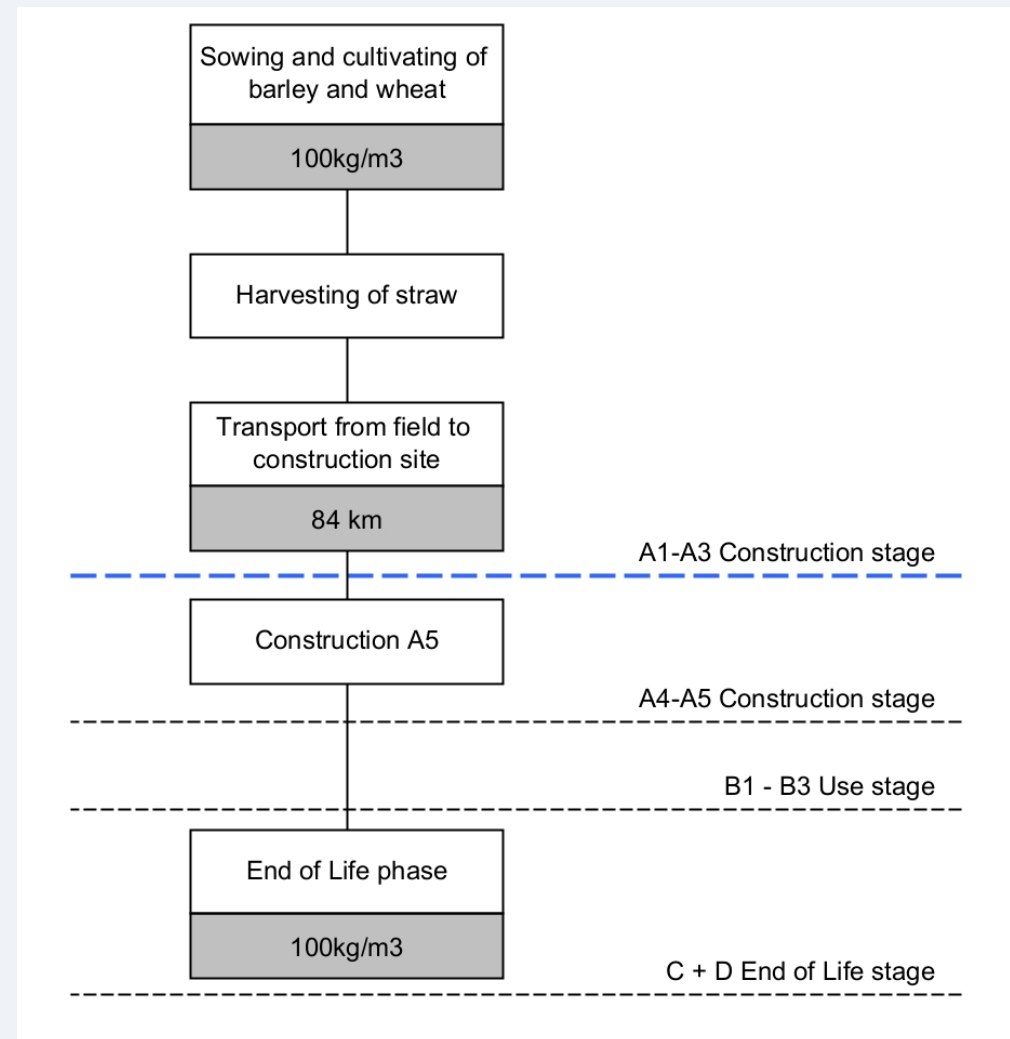 Sowing and cultivating of
barley and wheat
100kg/m3
Harvesting of straw
Transport from field to
construction site
84 km
A1-A3 Construction stage
Construction A5
A4-A5 Construction stage
B1 - B3 Use stage
End of Life phase
100kg/m3
C + D End of Life stage